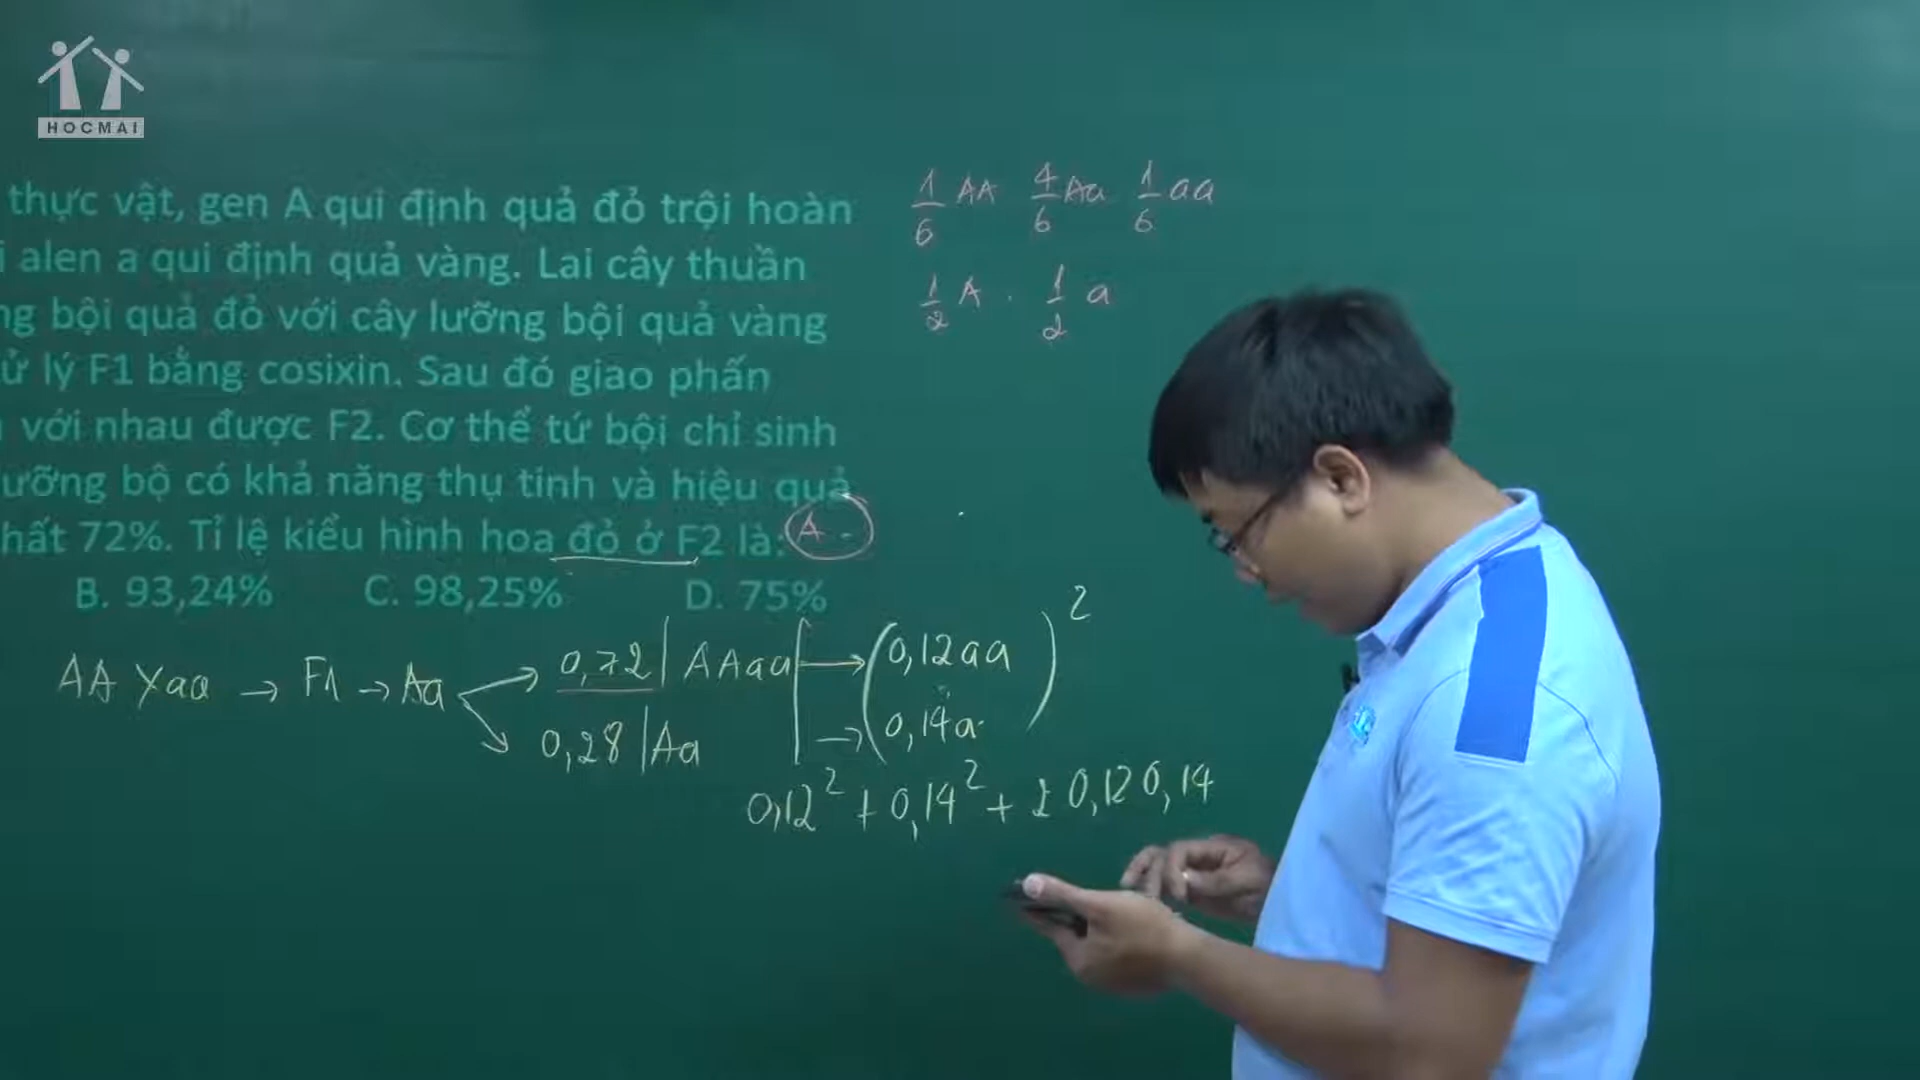 HOCMAI
thực vật, gen A qui định quả đỏ trội hoàn
i alen a qui định quả vàng. Lai cây thuần
ng bội quả đỏ với cây lưỡng bội quả vàng
ử lý F1 bằng cosixin. Sau đó giao phấn
với nhau được F2. Cơ thể tứ bội chỉ sinh
ưỡng bộ có khả năng thụ tinh và hiệu quả
hất 72%. Tỉ lệ kiểu hình hoa đỏ ở F2 là: A -
B. 93,24% C. 98,25% D. 75%
1/6 AA 4/6 Aa 1/6 aa
1/2 A . 1/2 a
AA x aa → F1 → Aa
0,72 | AAaa → (0,12aa
0,28 | Aa → 0,14a)²
0,12² + 0,14² + 2 0,12 0,14